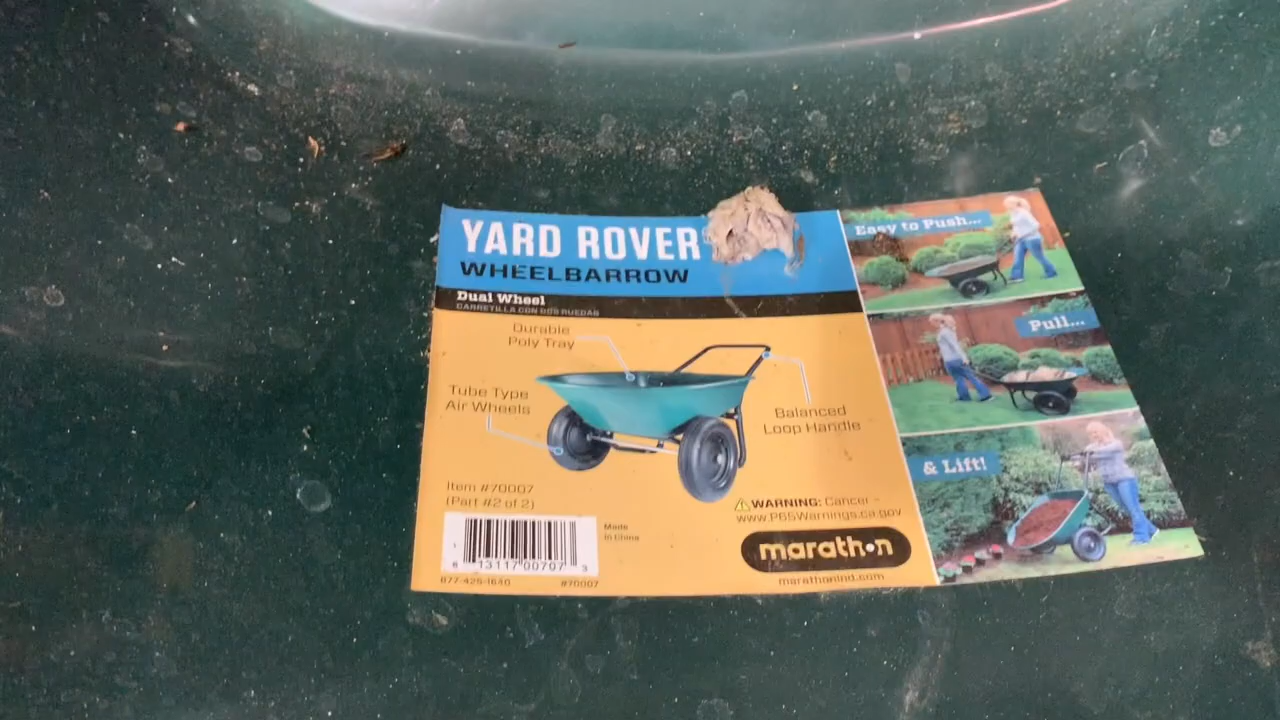 YARD ROVER
WHEELBARROW
Dual Wheel
CARRETILLA CON DOS RUEDAS
Durable
Poly Tray
Tube Type
Air Wheels
Balanced
Loop Handle
Item #70007
(Part #2 of 2)
Made
in China
1 6 13117 00707 3
877-425-1640 #70007
WARNING: Cancer -
www.P65Warnings.ca.gov
marathon
marathonind.com
Easy to Push...
Pull...
& Lift!